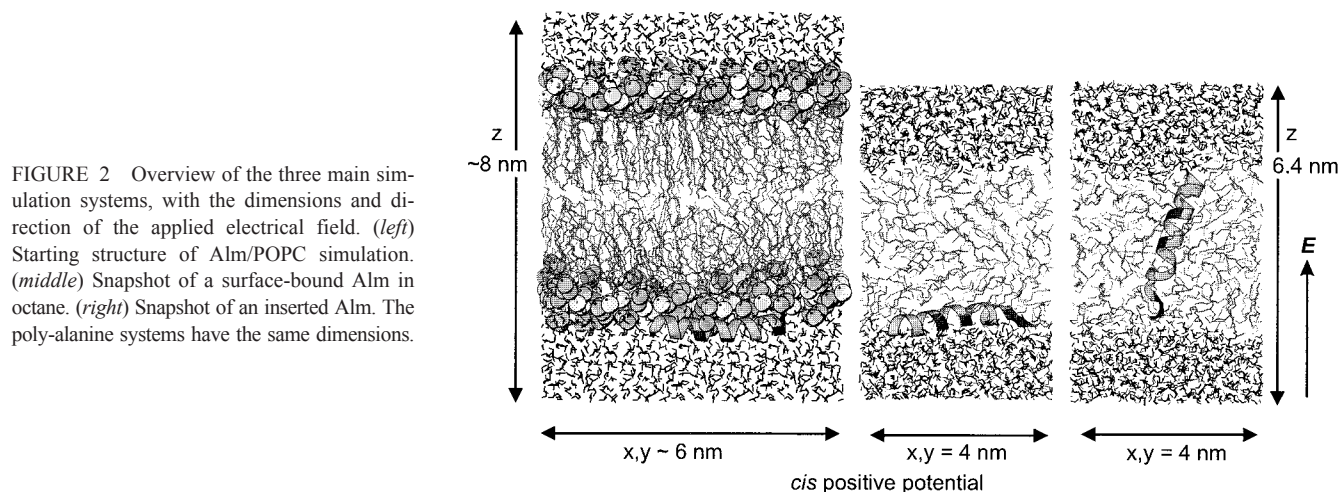 FIGURE 2 Overview of the three main sim-
ulation systems, with the dimensions and di-
rection of the applied electrical field. (left)
Starting structure of Alm/POPC simulation.
(middle) Snapshot of a surface-bound Alm in
octane. (right) Snapshot of an inserted Alm. The
poly-alanine systems have the same dimensions.
z
~8 nm
z
6.4 nm
E
x,y ~ 6 nm
x,y = 4 nm
x,y = 4 nm
cis positive potential